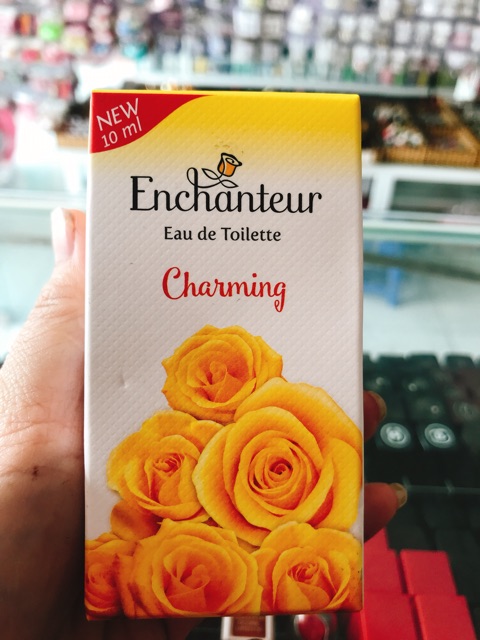 NEW
10 ml
Enchanteur
Eau de Toilette
Charming